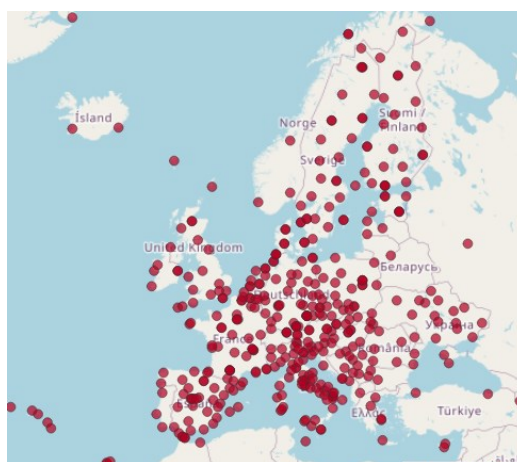 Ísland
Norge
Suomi /
Finland
Sverige
United Kingdom
Беларусь
Deutschland
Україна
France
România
Ελλάς
Türkiye